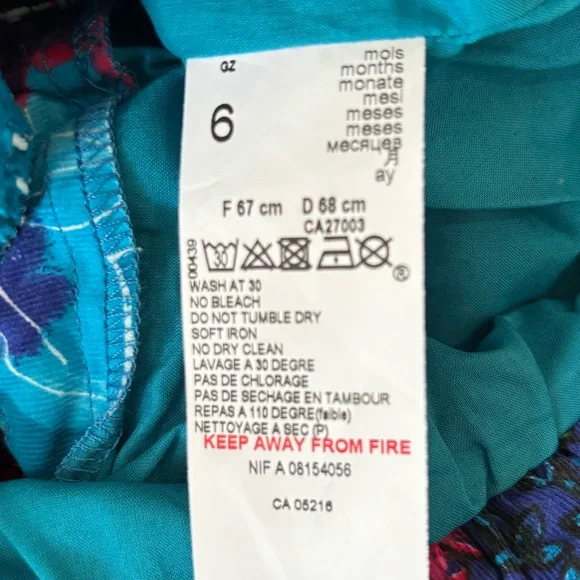 GZ
6
mois
months
monate
mesi
meses
meses
месяцев
月
ay
F 67 cm D 68 cm
CA27003
00439
30
WASH AT 30
NO BLEACH
DO NOT TUMBLE DRY
SOFT IRON
NO DRY CLEAN
LAVAGE A 30 DEGRE
PAS DE CHLORAGE
PAS DE SECHAGE EN TAMBOUR
REPAS A 110 DEGRE(faible)
NETTOYAGE A SEC (P)
KEEP AWAY FROM FIRE
NIF A 08154056
CA 05216